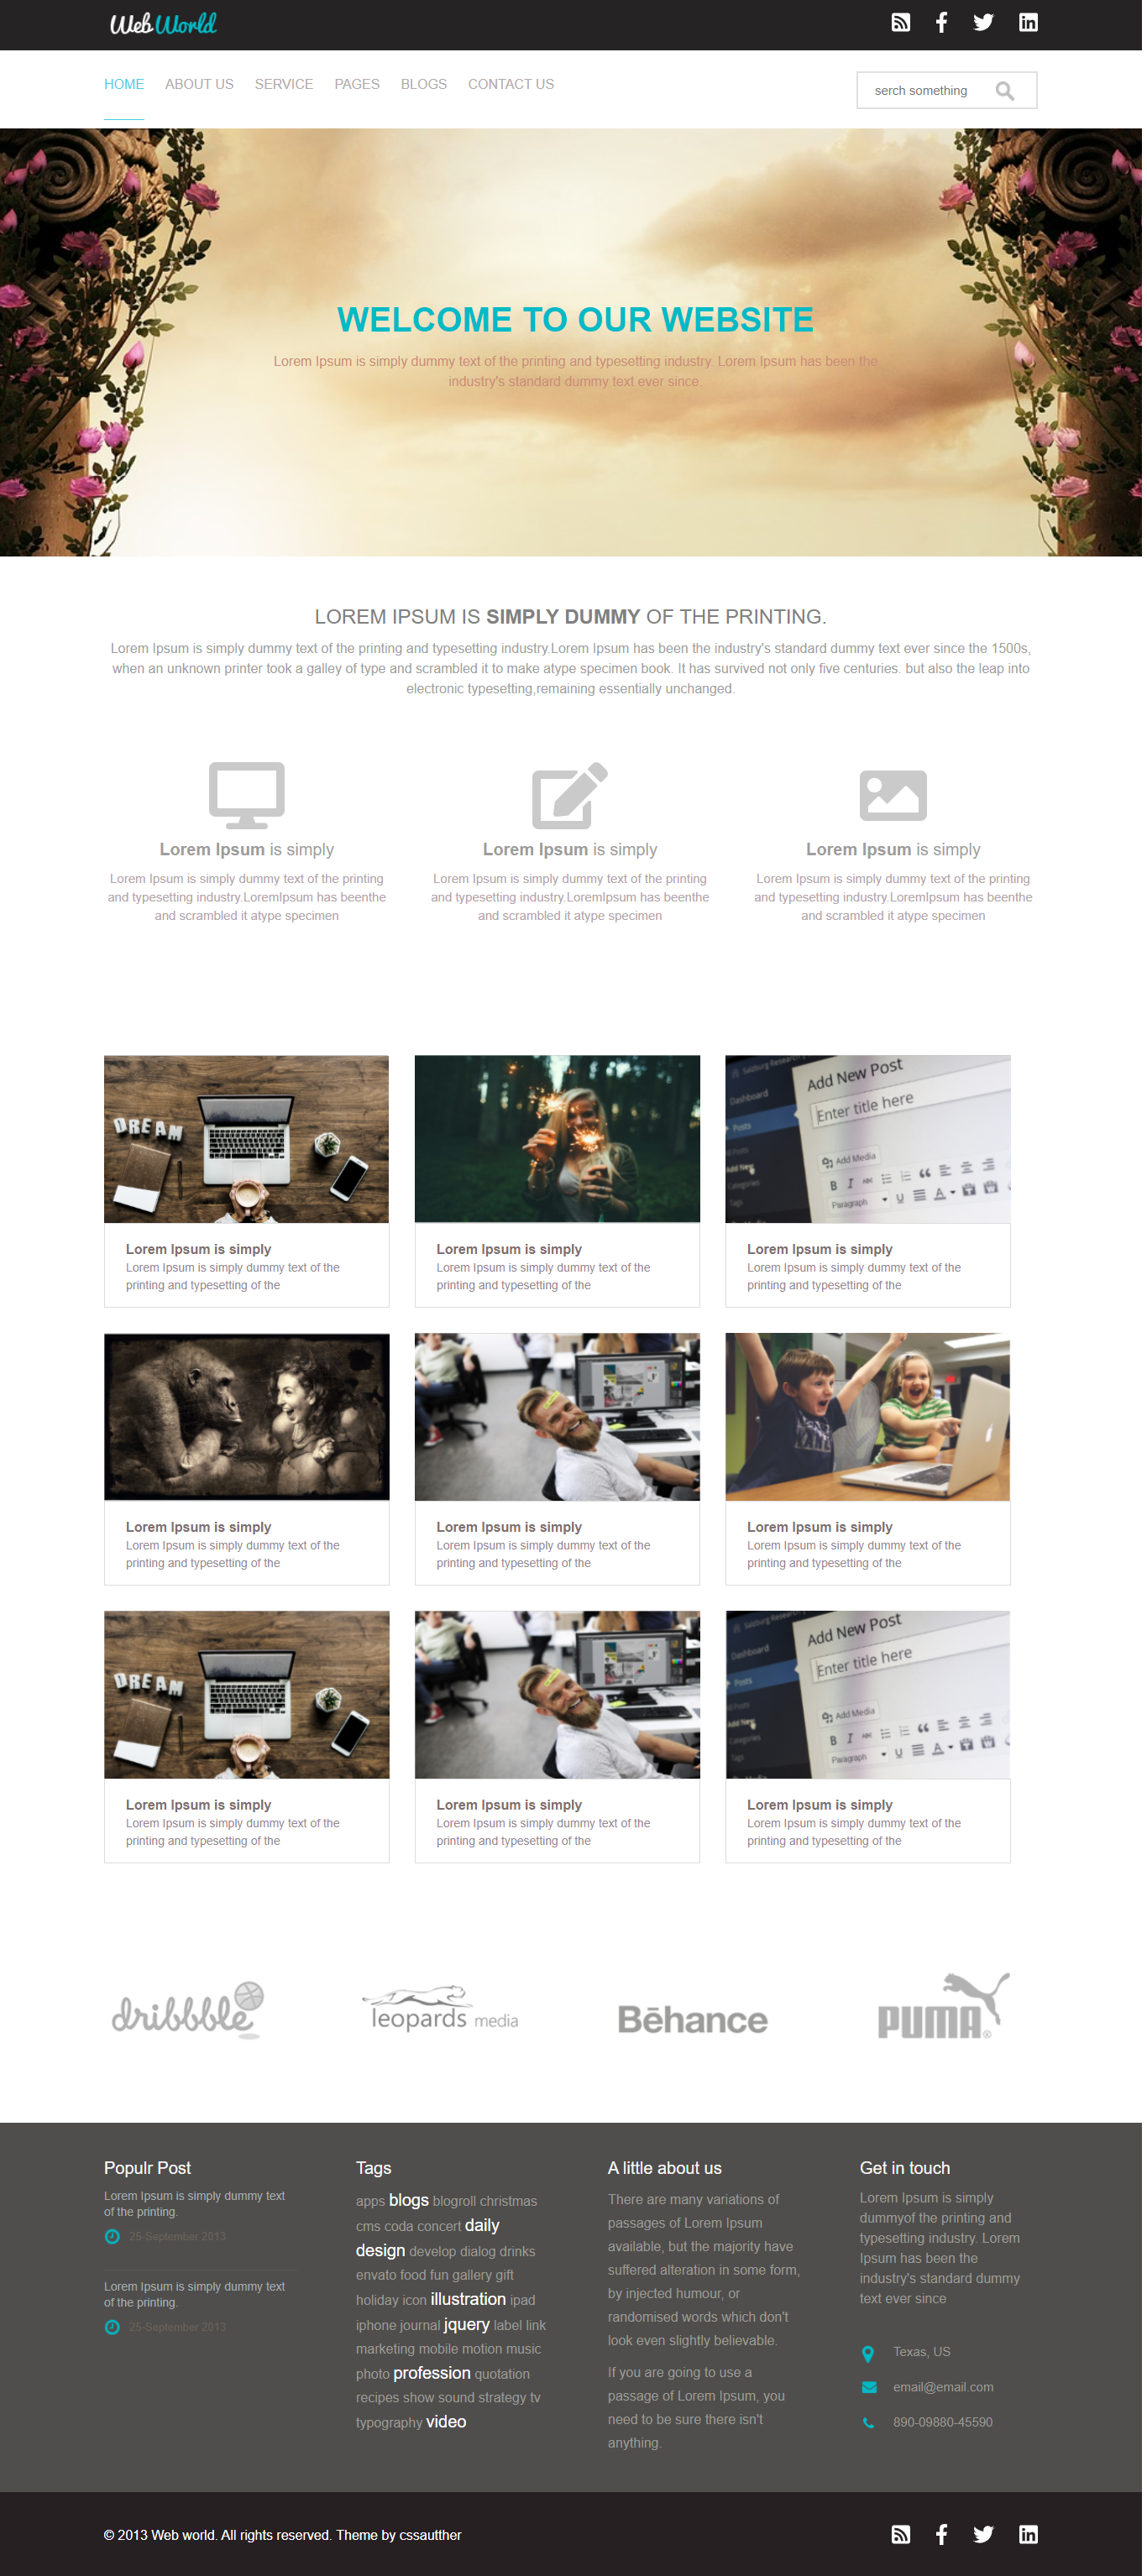 Web World
HOME ABOUT US SERVICE PAGES BLOGS CONTACT US
serch something
WELCOME TO OUR WEBSITE
Lorem Ipsum is simply dummy text of the printing and typesetting industry. Lorem Ipsum has been the
industry's standard dummy text ever since.
LOREM IPSUM IS SIMPLY DUMMY OF THE PRINTING.
Lorem Ipsum is simply dummy text of the printing and typesetting industry.Lorem Ipsum has been the industry's standard dummy text ever since the 1500s,
when an unknown printer took a galley of type and scrambled it to make atype specimen book. It has survived not only five centuries. but also the leap into
electronic typesetting,remaining essentially unchanged.
Lorem Ipsum is simply
Lorem Ipsum is simply dummy text of the printing
and typesetting industry.LoremIpsum has beenthe
and scrambled it atype specimen
Lorem Ipsum is simply
Lorem Ipsum is simply dummy text of the printing
and typesetting industry.LoremIpsum has beenthe
and scrambled it atype specimen
Lorem Ipsum is simply
Lorem Ipsum is simply dummy text of the printing
and typesetting industry.LoremIpsum has beenthe
and scrambled it atype specimen
DREAM
Salzburg Research
Dashboard
Posts
Add New
Categories
Tags
Add New Post
Enter title here
Add Media
B I ABC
Paragraph U A
Lorem Ipsum is simply
Lorem Ipsum is simply dummy text of the
printing and typesetting of the
Lorem Ipsum is simply
Lorem Ipsum is simply dummy text of the
printing and typesetting of the
Lorem Ipsum is simply
Lorem Ipsum is simply dummy text of the
printing and typesetting of the
Lorem Ipsum is simply
Lorem Ipsum is simply dummy text of the
printing and typesetting of the
Lorem Ipsum is simply
Lorem Ipsum is simply dummy text of the
printing and typesetting of the
Lorem Ipsum is simply
Lorem Ipsum is simply dummy text of the
printing and typesetting of the
DREAM
Salzburg Research
Dashboard
Posts
Add New
Categories
Tags
Add New Post
Enter title here
Add Media
B I ABC
Paragraph U A
Lorem Ipsum is simply
Lorem Ipsum is simply dummy text of the
printing and typesetting of the
Lorem Ipsum is simply
Lorem Ipsum is simply dummy text of the
printing and typesetting of the
Lorem Ipsum is simply
Lorem Ipsum is simply dummy text of the
printing and typesetting of the
dribbble
leopards media
Bēhance
PUMA®
Populr Post
Lorem Ipsum is simply dummy text
of the printing.
25-September 2013
Lorem Ipsum is simply dummy text
of the printing.
25-September 2013
Tags
apps blogs blogroll christmas
cms coda concert daily
design develop dialog drinks
envato food fun gallery gift
holiday icon illustration ipad
iphone journal jquery label link
marketing mobile motion music
photo profession quotation
recipes show sound strategy tv
typography video
A little about us
There are many variations of
passages of Lorem Ipsum
available, but the majority have
suffered alteration in some form,
by injected humour, or
randomised words which don't
look even slightly believable.
If you are going to use a
passage of Lorem Ipsum, you
need to be sure there isn't
anything.
Get in touch
Lorem Ipsum is simply
dummyof the printing and
typesetting industry. Lorem
Ipsum has been the
industry's standard dummy
text ever since
Texas, US
email@email.com
890-09880-45590
© 2013 Web world. All rights reserved. Theme by cssautther